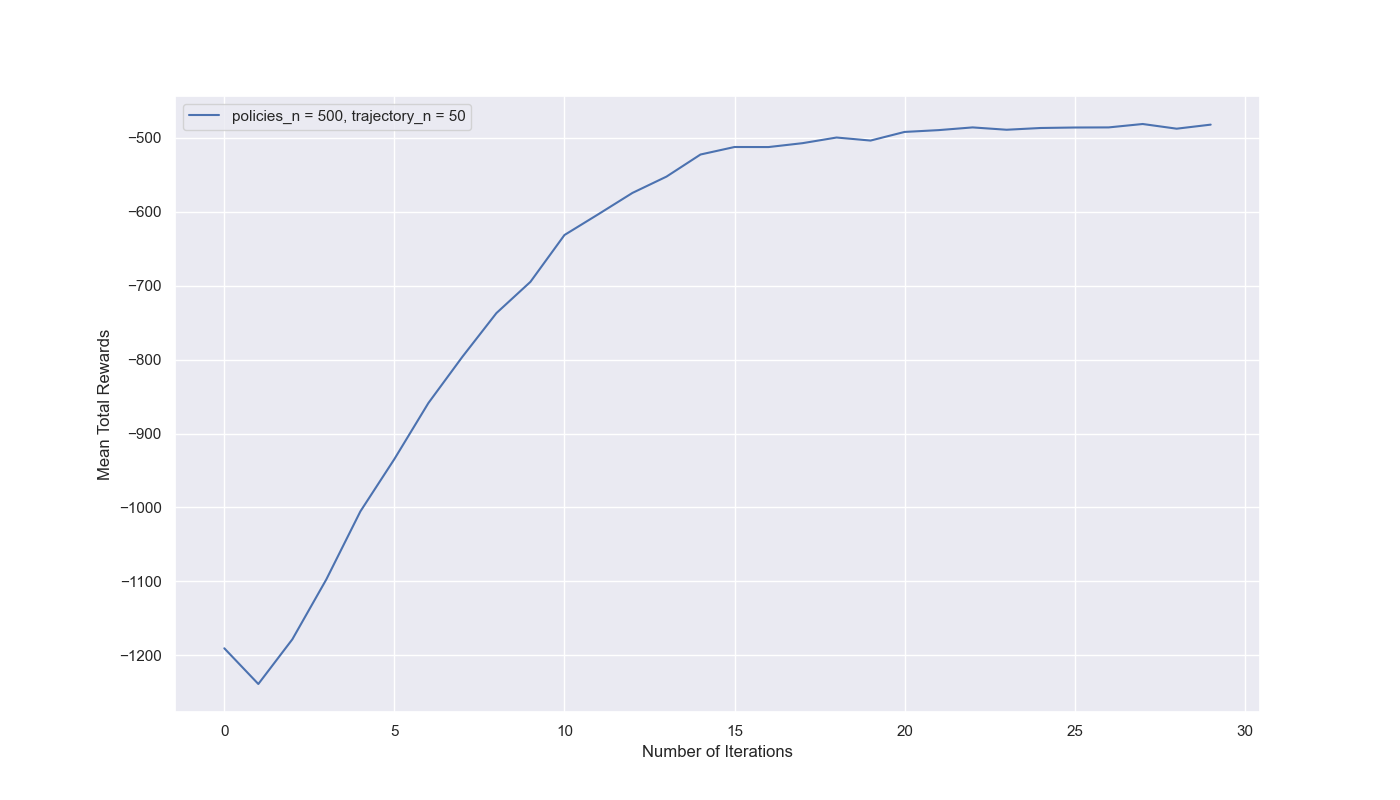 policies_n = 500, trajectory_n = 50
−500
−600
−700
−800
−900
−1000
−1100
−1200
Mean Total Rewards
0 5 10 15 20 25 30
Number of Iterations